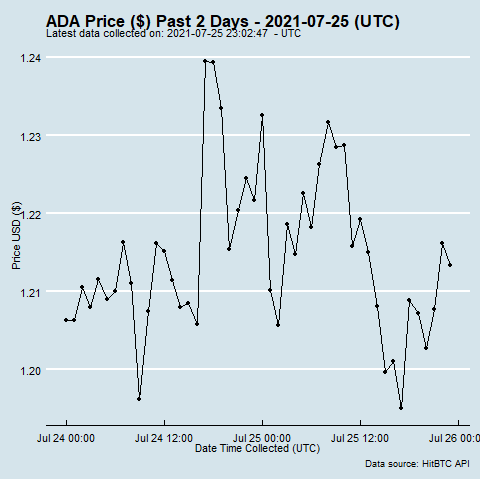 ADA Price ($) Past 2 Days - 2021-07-25 (UTC)
Latest data collected on: 2021-07-25 23:02:47 - UTC
1.24
1.23
1.22
1.21
1.20
Price USD ($)
Jul 24 00:00 Jul 24 12:00 Jul 25 00:00 Jul 25 12:00 Jul 26 00:
Date Time Collected (UTC)
Data source: HitBTC API